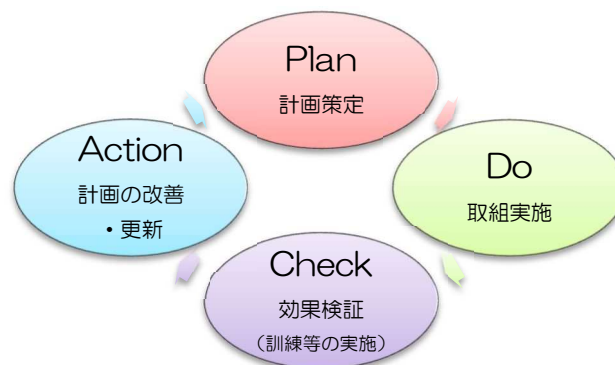 Plan
計画策定
Do
取組実施
Check
効果検証
（訓練等の実施）
Action
計画の改善
・更新